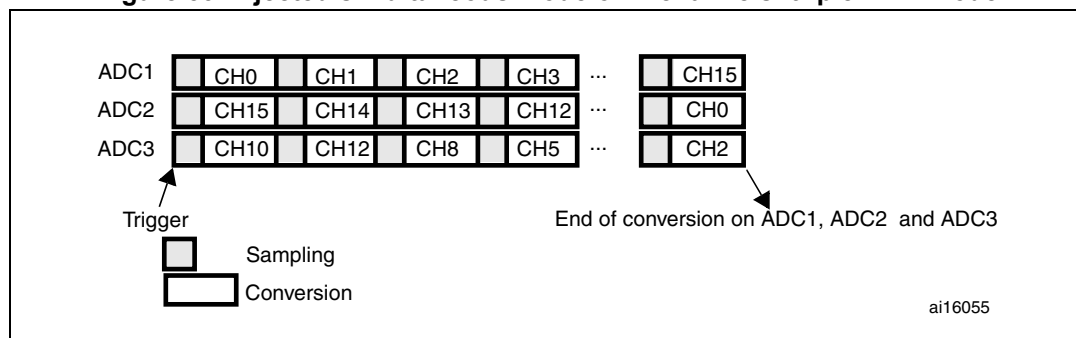 ADC1 CH0 CH1 CH2 CH3 ... CH15
ADC2 CH15 CH14 CH13 CH12 ... CH0
ADC3 CH10 CH12 CH8 CH5 ... CH2
Trigger
End of conversion on ADC1, ADC2 and ADC3
Sampling
Conversion
ai16055